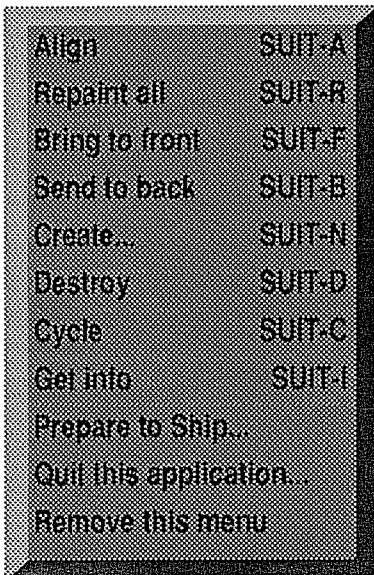 Align SUIT-A
Repaint all SUIT-R
Bring to front SUIT-F
Send to back SUIT-B
Create... SUIT-N
Destroy SUIT-D
Cycle SUIT-C
Get info SUIT-I
Prepare to Ship...
Quit this application...
Remove this menu